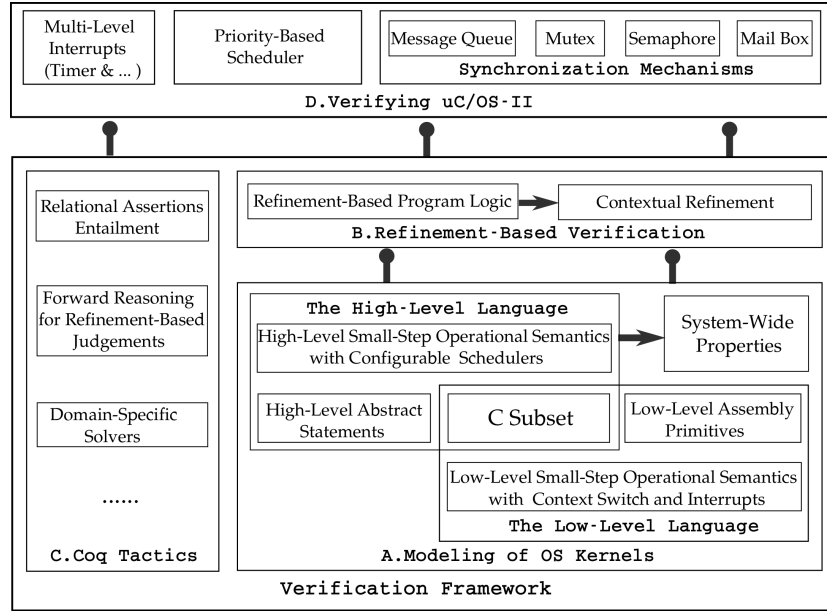 Multi-Level
Interrupts
(Timer & ... )
Priority-Based
Scheduler
Message Queue
Mutex
Semaphore
Mail Box
Synchronization Mechanisms
D.Verifying uC/OS-II
Relational Assertions
Entailment
Forward Reasoning
for Refinement-Based
Judgements
Domain-Specific
Solvers
......
C.Coq Tactics
Refinement-Based Program Logic
Contextual Refinement
B.Refinement-Based Verification
The High-Level Language
High-Level Small-Step Operational Semantics
with Configurable Schedulers
System-Wide
Properties
High-Level Abstract
Statements
C Subset
Low-Level Assembly
Primitives
Low-Level Small-Step Operational Semantics
with Context Switch and Interrupts
The Low-Level Language
A.Modeling of OS Kernels
Verification Framework